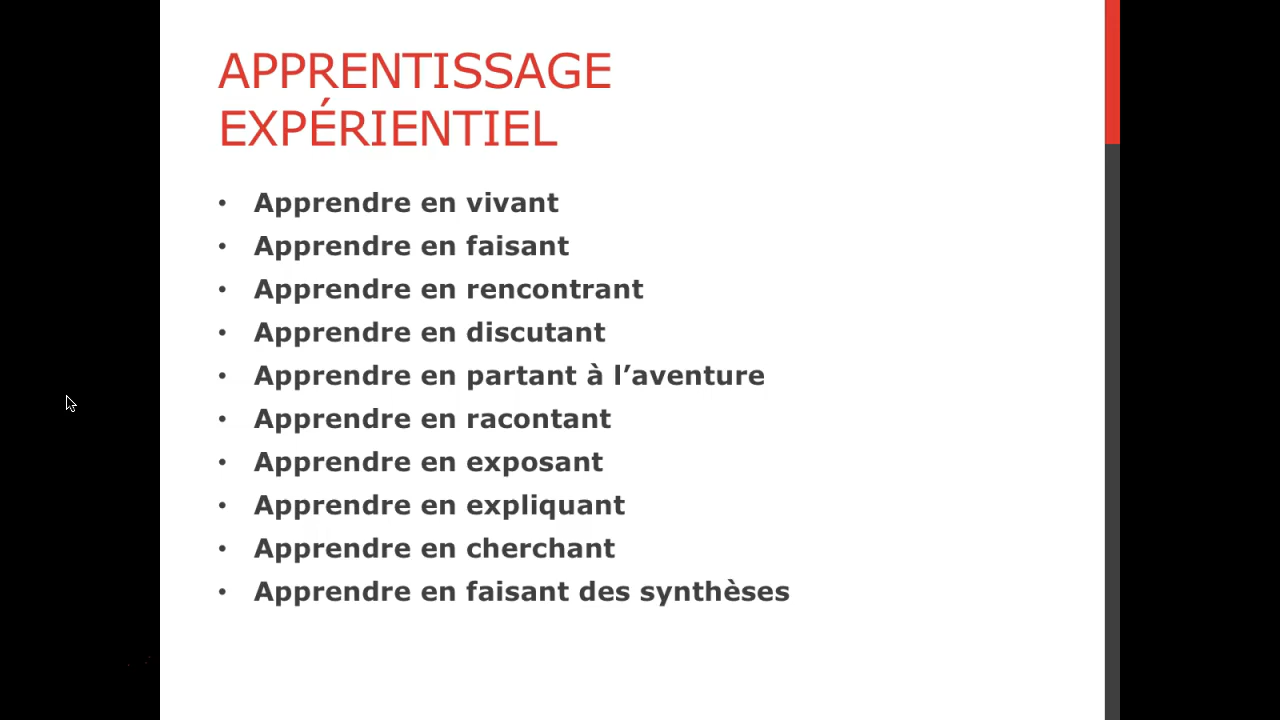 APPRENTISSAGE
EXPÉRIENTIEL
• Apprendre en vivant
• Apprendre en faisant
• Apprendre en rencontrant
• Apprendre en discutant
• Apprendre en partant à l’aventure
• Apprendre en racontant
• Apprendre en exposant
• Apprendre en expliquant
• Apprendre en cherchant
• Apprendre en faisant des synthèses